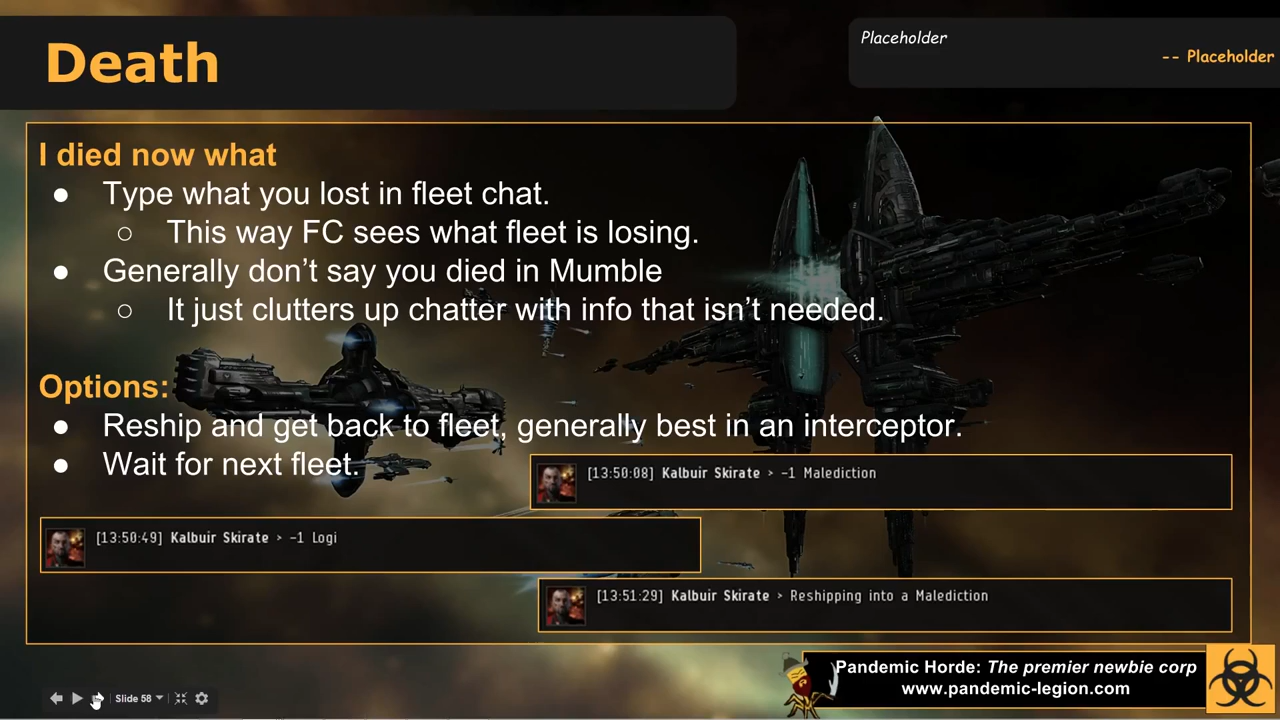 Death
Placeholder
-- Placeholder
I died now what
● Type what you lost in fleet chat.
○ This way FC sees what fleet is losing.
● Generally don’t say you died in Mumble
○ It just clutters up chatter with info that isn’t needed.
Options:
● Reship and get back to fleet, generally best in an interceptor.
● Wait for next fleet.
[13:50:08] Kalbuir Skirate > -1 Malediction
[13:50:49] Kalbuir Skirate > -1 Logi
[13:51:29] Kalbuir Skirate > Reshipping into a Malediction
Pandemic Horde: The premier newbie corp
www.pandemic-legion.com
Slide 58